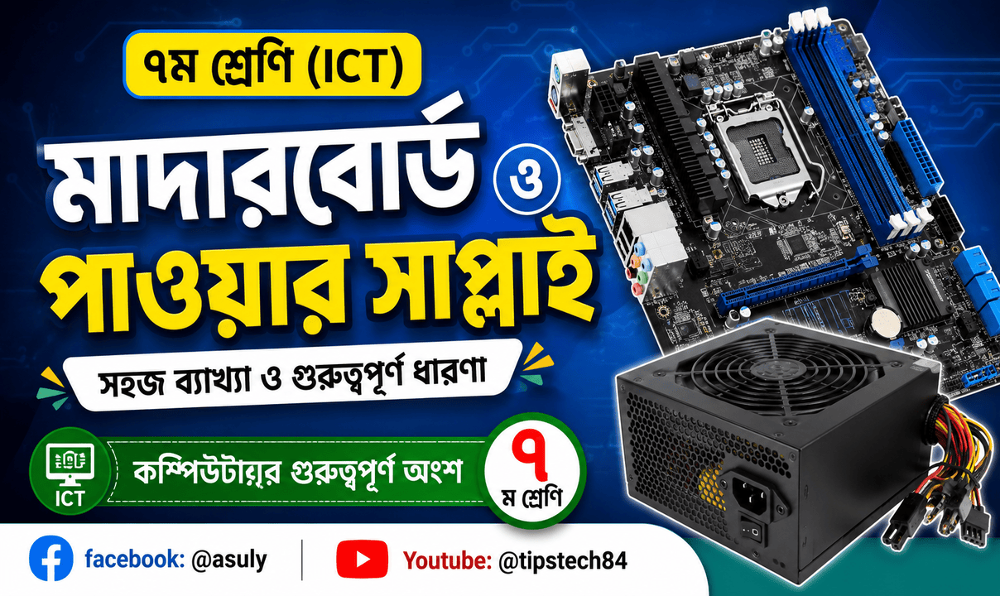 ৭ম শ্রেণি (ICT)
মাদারবোর্ড ও
পাওয়ার সাপ্লাই
সহজ ব্যাখ্যা ও গুরুত্বপূর্ণ ধারণা
ICT
কম্পিউটায়ূর গুরুত্বপূর্ণ অংশ
৭
ম শ্রেণি
facebook: @asuly
Youtube: @tipstech84